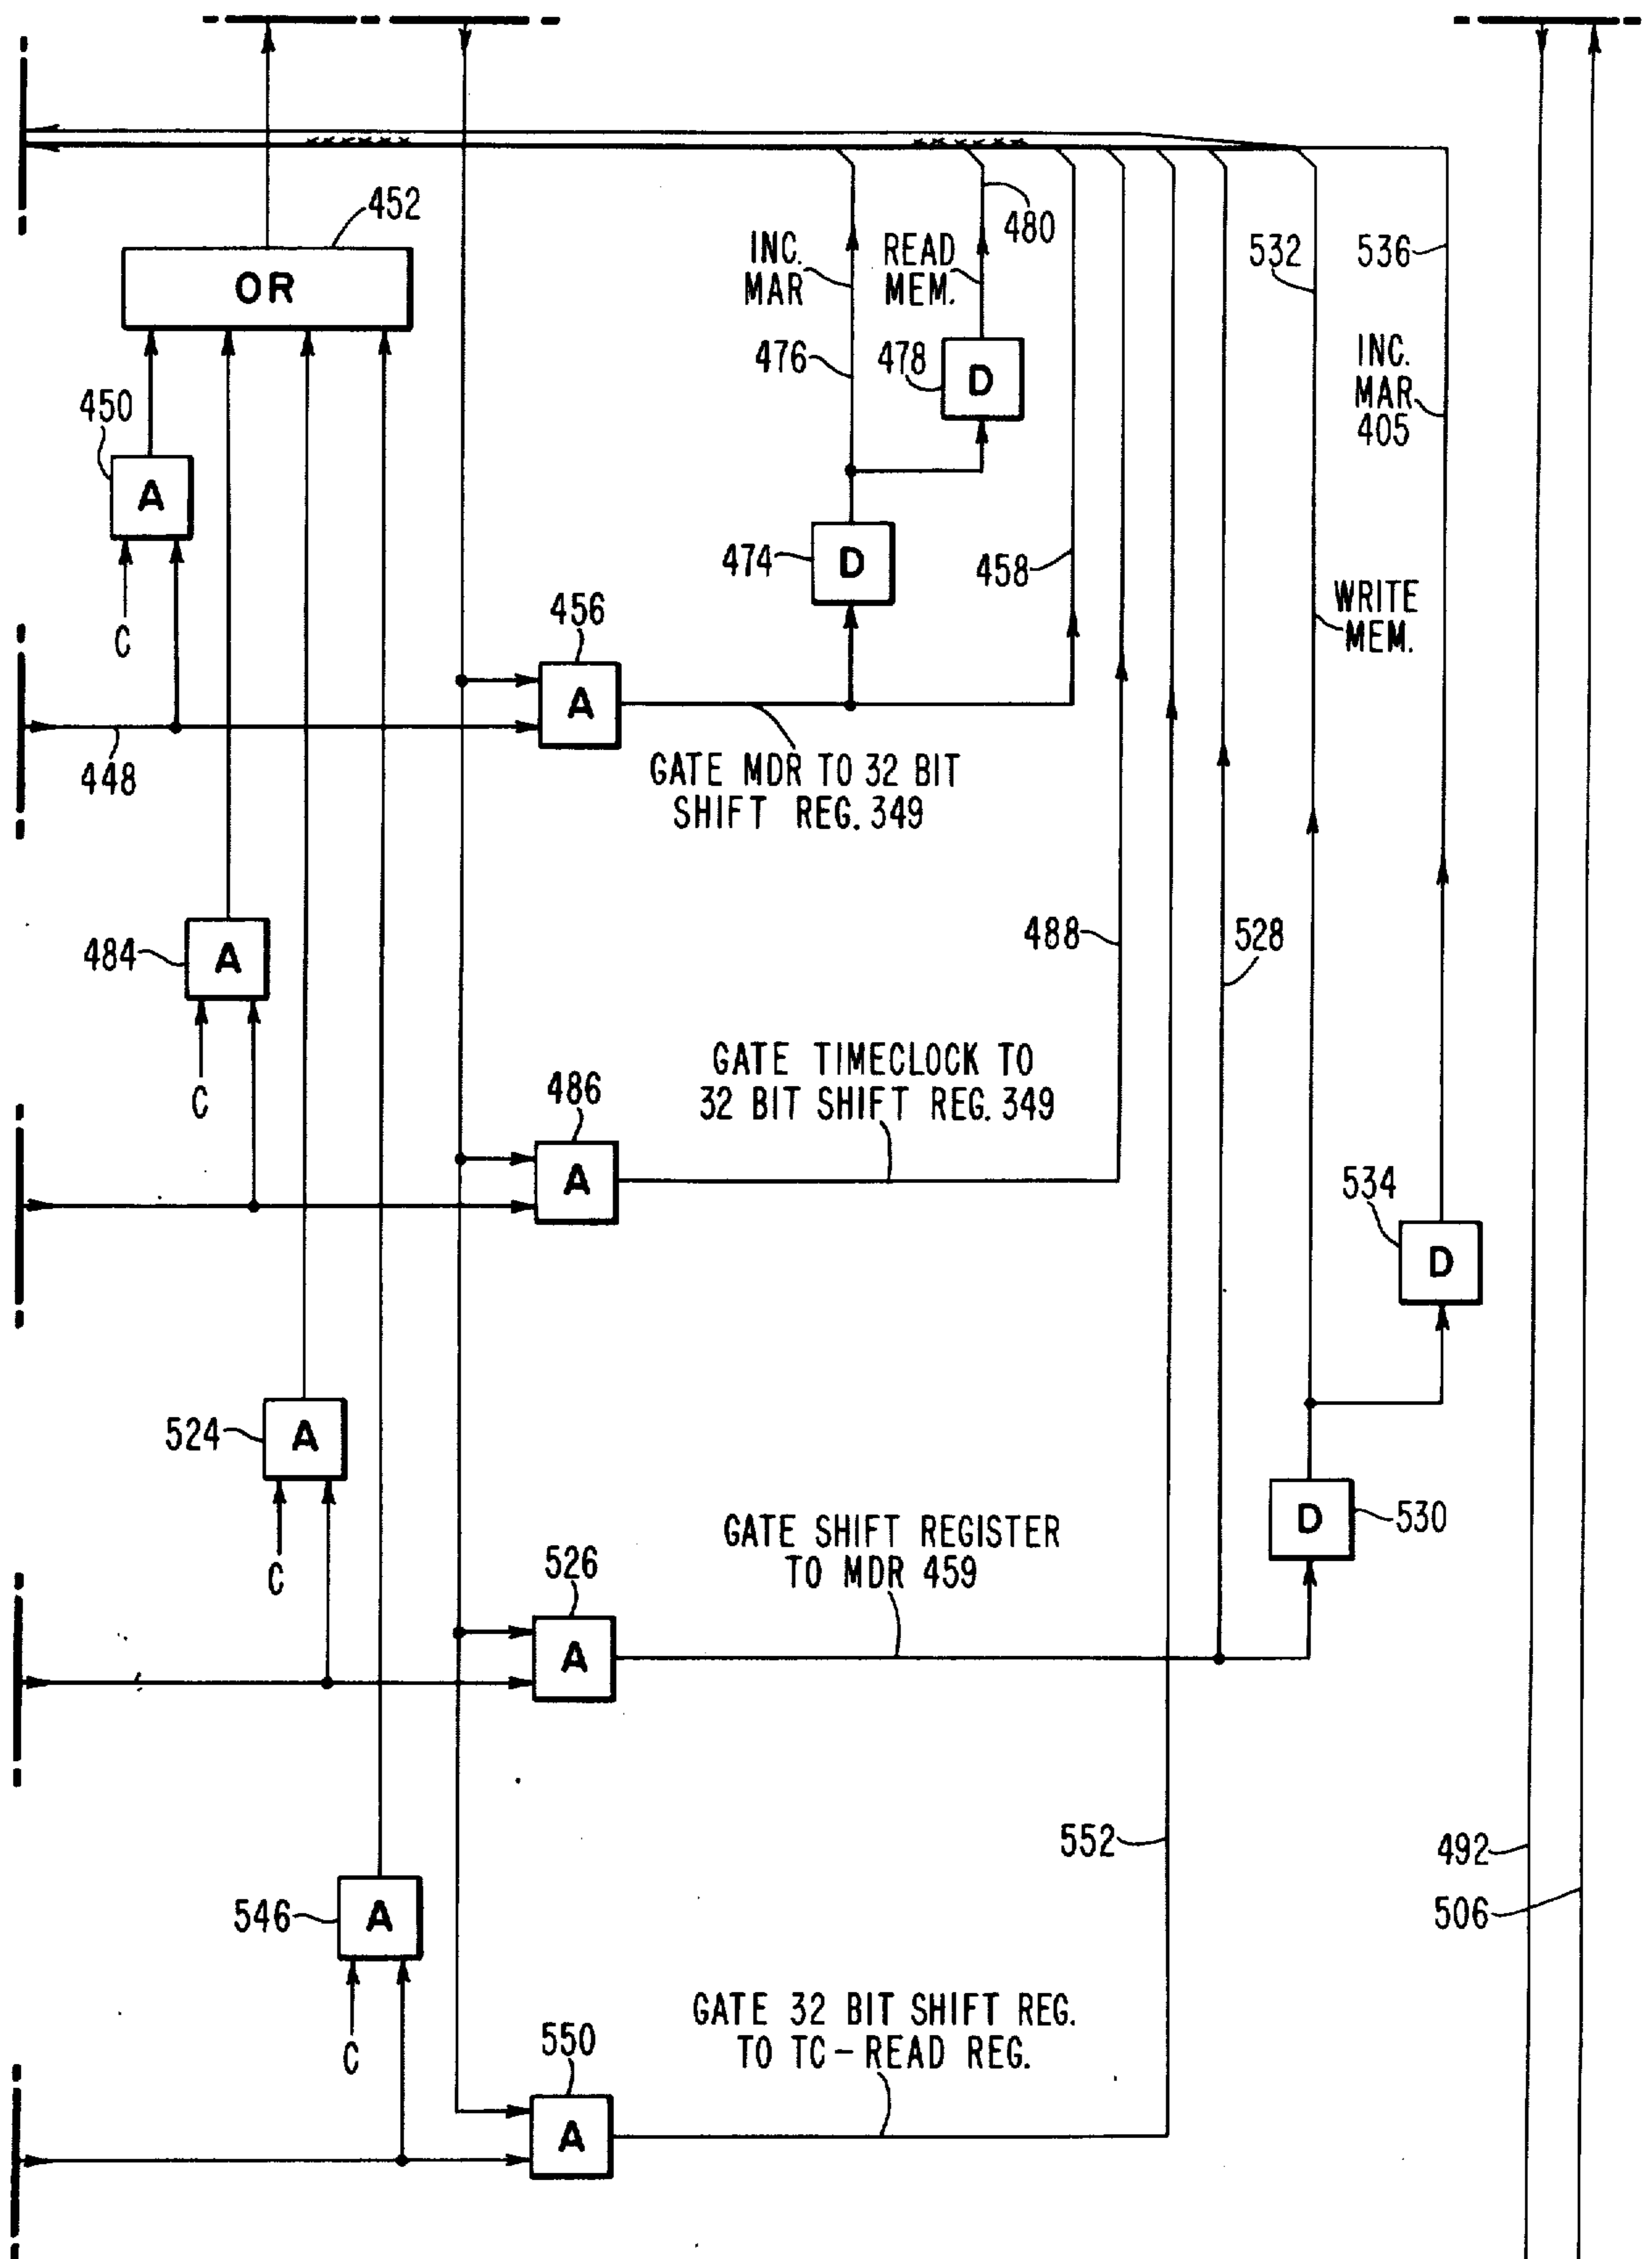 452
OR
INC.
MAR
READ
MEM.
480
532
536
476
478
D
INC.
MAR
405
450
A
474
D
458
C
456
A
WRITE
MEM.
448
GATE MDR TO 32 BIT
SHIFT REG. 349
484
A
488
528
C
GATE TIMECLOCK TO
32 BIT SHIFT REG. 349
486
A
534
D
524
A
C
GATE SHIFT REGISTER
TO MDR 459
D
530
526
A
552
492
506
546
A
C
GATE 32 BIT SHIFT REG.
TO TC-READ REG.
550
A